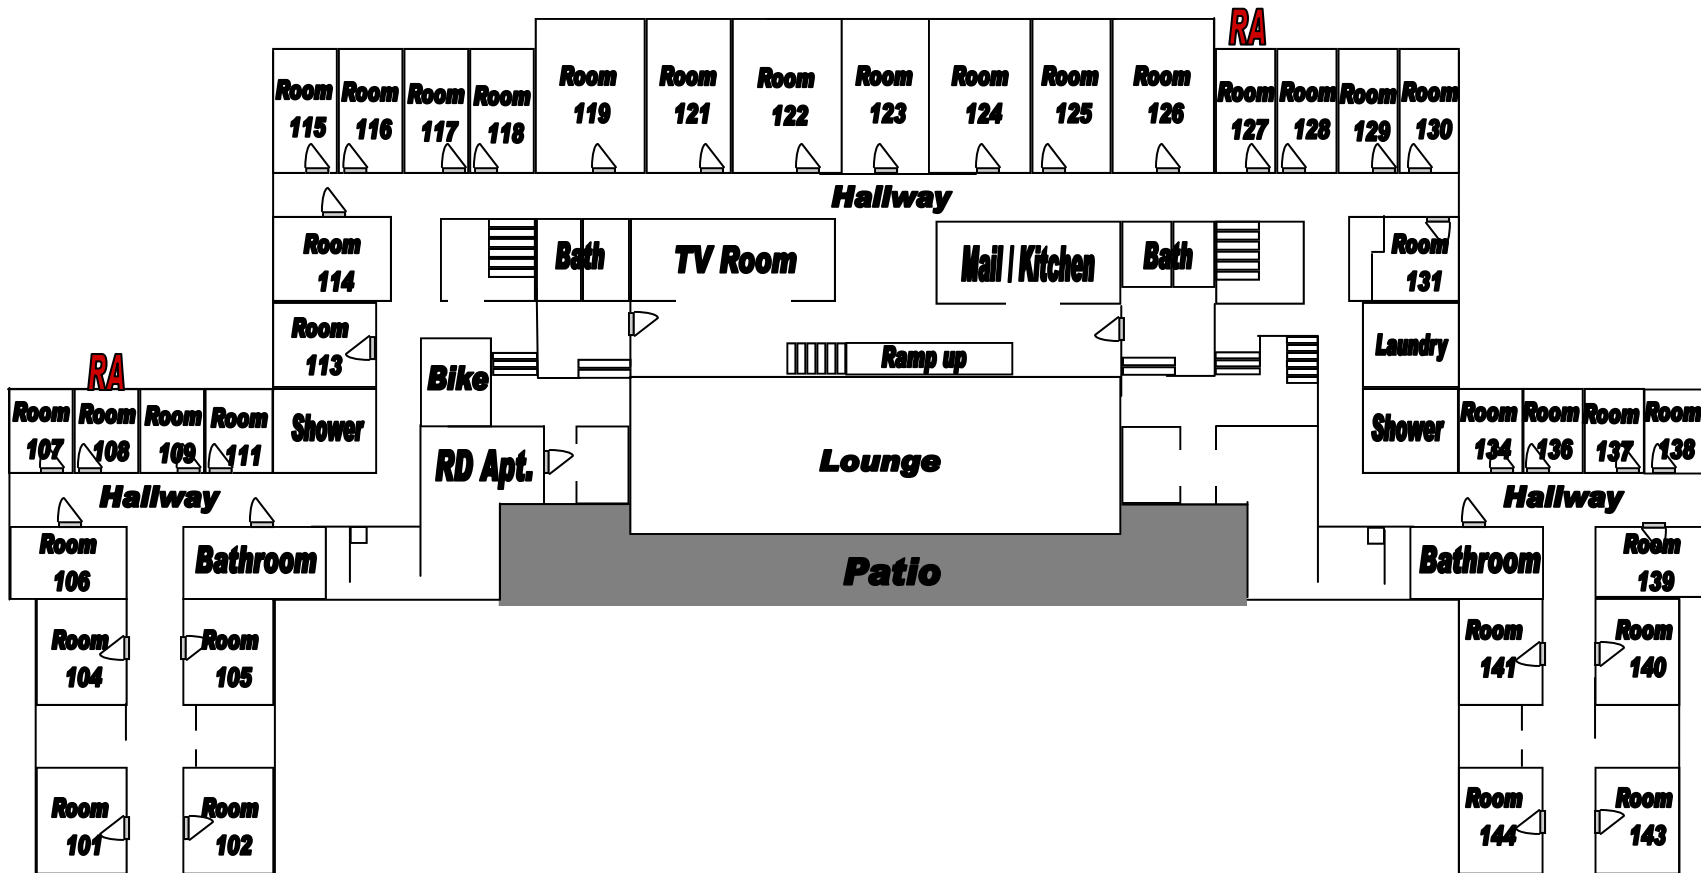 RA
Room
115
Room
116
Room
117
Room
118
Room
119
Room
121
Room
122
Room
123
Room
124
Room
125
Room
126
Room
127
Room
128
Room
129
Room
130
Hallway
Room
114
Bath
TV Room
Mail / Kitchen
Bath
Room
131
Room
113
Bike
Ramp up
Laundry
RA
Room
107
Room
108
Room
109
Room
111
Shower
RD Apt.
Lounge
Shower
Room
134
Room
136
Room
137
Room
138
Hallway
Hallway
Room
106
Bathroom
Patio
Bathroom
Room
139
Room
104
Room
105
Room
141
Room
140
Room
101
Room
102
Room
144
Room
143